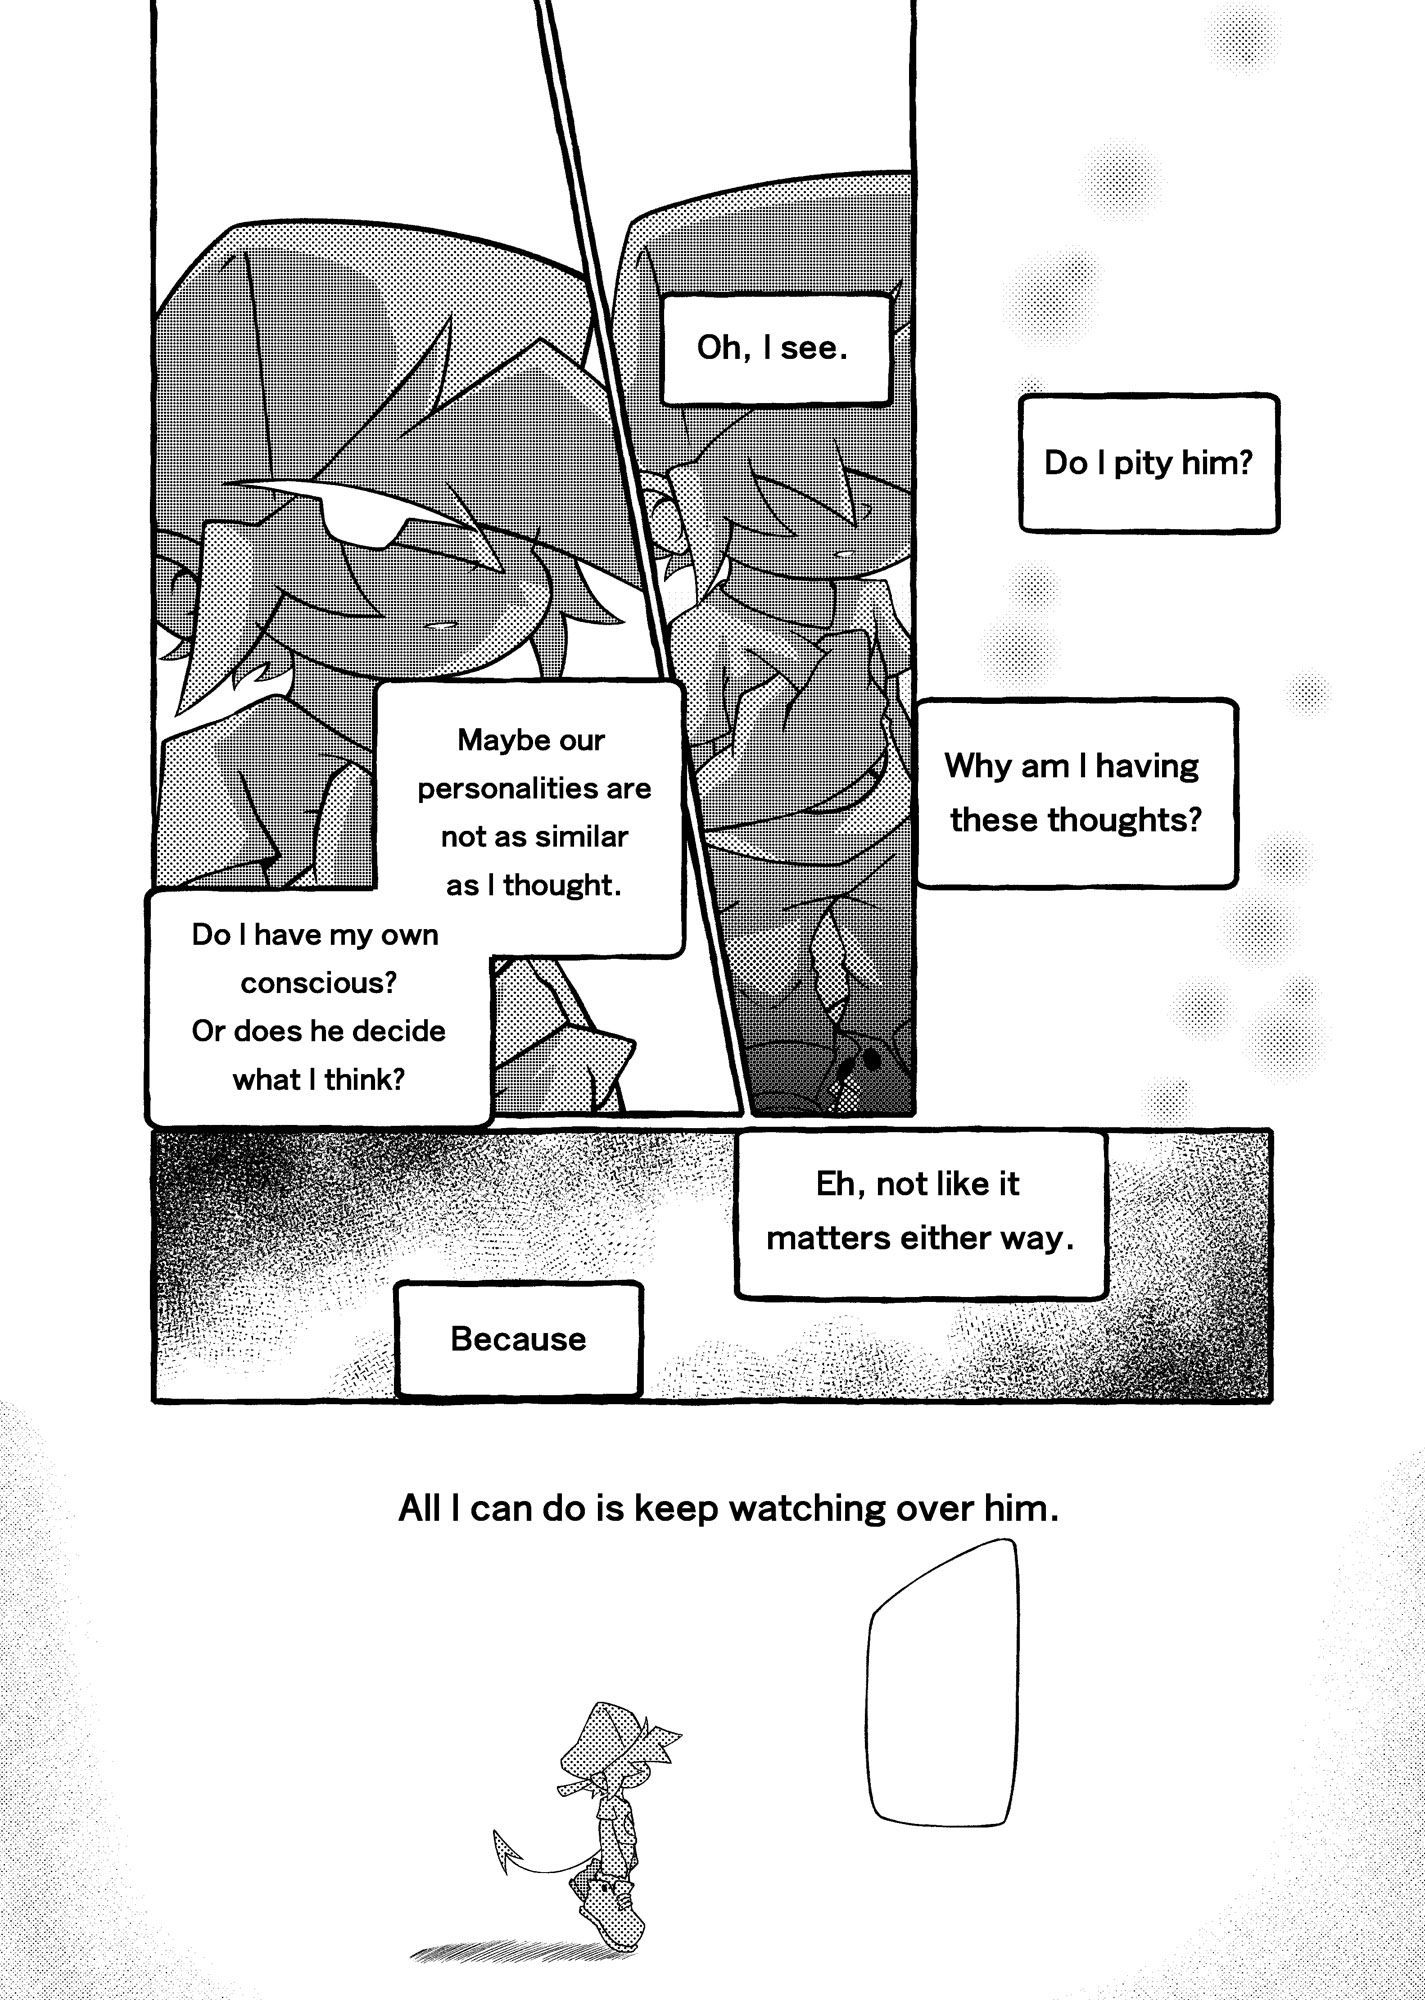 Do I pity him?
Oh, I see.
Why am I having
these thoughts?
Maybe our
personalities are
not as similar
as I thought.
Do I have my own
conscious?
Or does he decide
what I think?
Eh, not like it
matters either way.
Because
All I can do is keep watching over him.